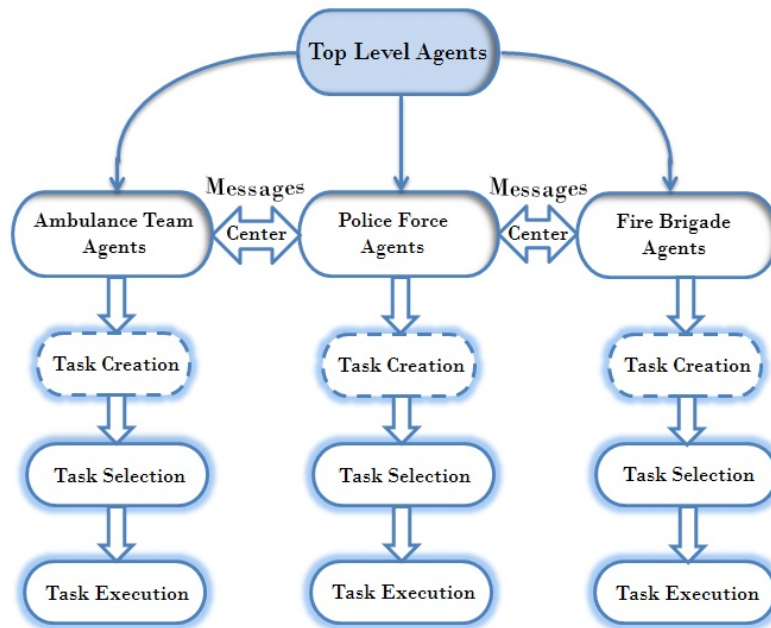 Top Level Agents
Messages
Messages
Ambulance Team
Agents
Center
Police Force
Agents
Center
Fire Brigade
Agents
Task Creation
Task Creation
Task Creation
Task Selection
Task Selection
Task Selection
Task Execution
Task Execution
Task Execution